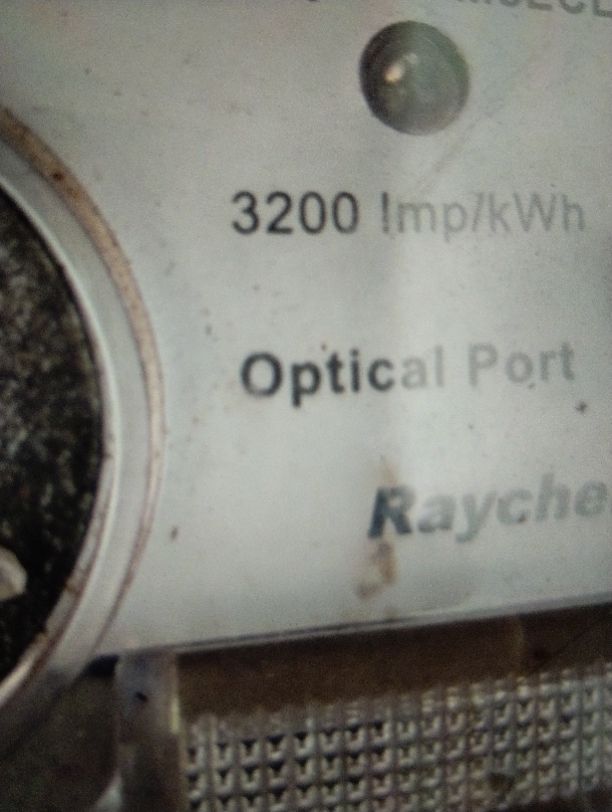 3200 Imp/kWh
Optical Port
Rayche